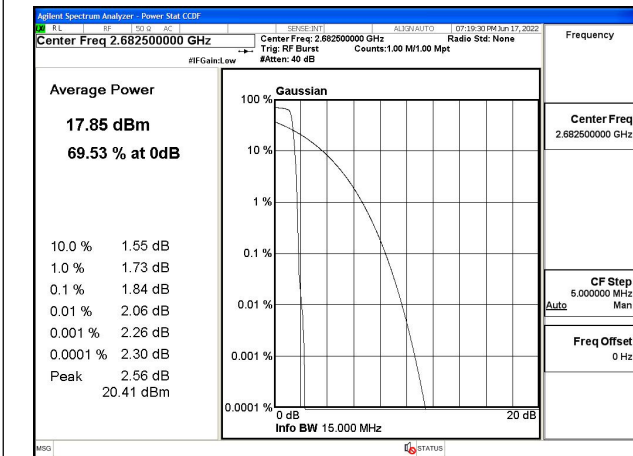 Agilent Spectrum Analyzer - Power Stat CCDF
RL RF 50 Ω AC SENSE:INT ALIGNAUTO 07:19:30 PM Jun 17, 2022
Center Freq 2.682500000 GHz
Center Freq: 2.682500000 GHz Radio Std: None
Trig: RF Burst Counts:1.00 M/1.00 Mpt
#IFGain:Low #Atten: 40 dB
Frequency
Average Power
17.85 dBm
69.53 % at 0dB
10.0 % 1.55 dB
1.0 % 1.73 dB
0.1 % 1.84 dB
0.01 % 2.06 dB
0.001 % 2.26 dB
0.0001 % 2.30 dB
Peak 2.56 dB
20.41 dBm
Gaussian
100 %
10 %
1 %
0.1 %
0.01 %
0.001 %
0.0001 %
0 dB 20 dB
Info BW 15.000 MHz
Center Freq
2.682500000 GHz
CF Step
5.000000 MHz
Auto Man
Freq Offset
0 Hz
MSG STATUS